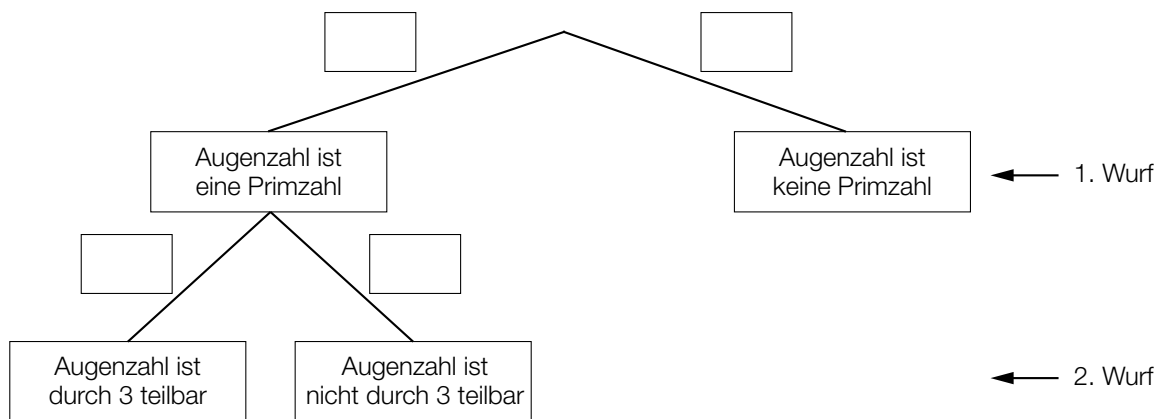 Augenzahl ist
eine Primzahl
Augenzahl ist
keine Primzahl
1. Wurf
Augenzahl ist
durch 3 teilbar
Augenzahl ist
nicht durch 3 teilbar
2. Wurf